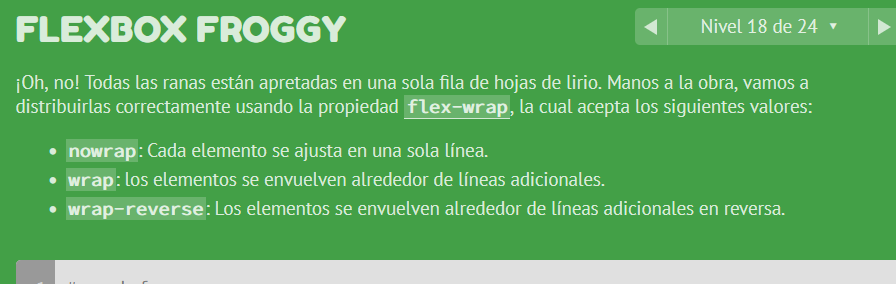 FLEXBOX FROGGY
Nivel 18 de 24
¡Oh, no! Todas las ranas están apretadas en una sola fila de hojas de lirio. Manos a la obra, vamos a
distribuirlas correctamente usando la propiedad flex-wrap, la cual acepta los siguientes valores:
nowrap: Cada elemento se ajusta en una sola línea.
wrap: los elementos se envuelven alrededor de líneas adicionales.
wrap-reverse: Los elementos se envuelven alrededor de líneas adicionales en reversa.